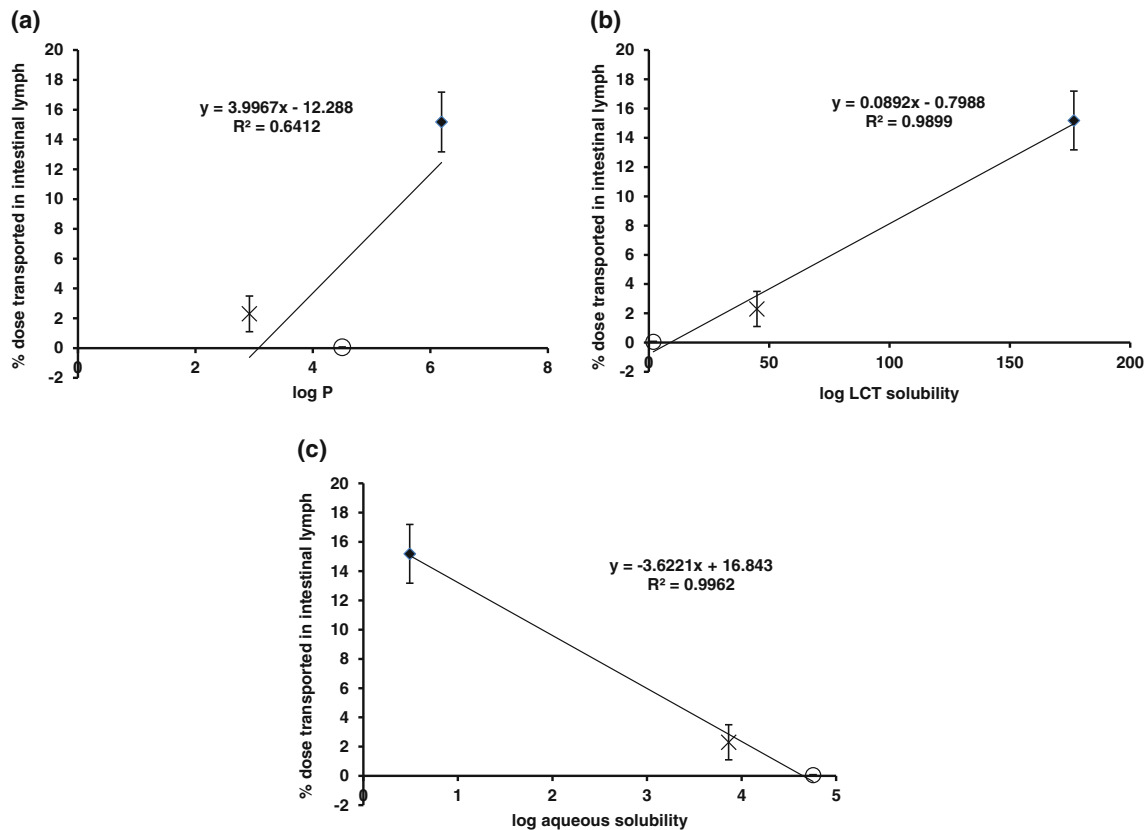 (a)
20
18
16
14
12
10
8
6
4
2
0
-2
% dose transported in intestinal lymph
y = 3.9967x - 12.288
R² = 0.6412
0 2 4 6 8
log P
(b)
20
18
16
14
12
10
8
6
4
2
0
-2
% dose transported in intestinal lymph
y = 0.0892x - 0.7988
R² = 0.9899
0 50 100 150 200
log LCT solubility
(c)
20
18
16
14
12
10
8
6
4
2
0
-2
% dose transported in intestinal lymph
y = -3.6221x + 16.843
R² = 0.9962
0 1 2 3 4 5
log aqueous solubility